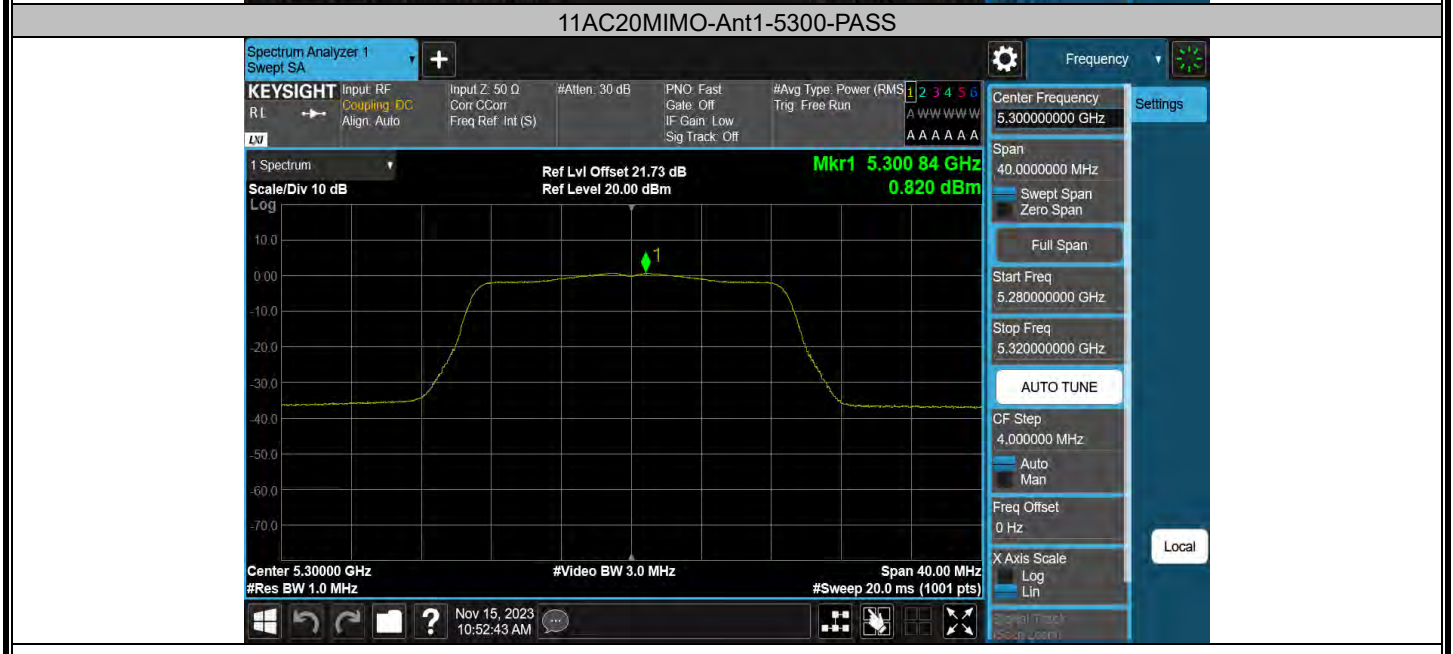 11AC20MIMO-Ant1-5300-PASS
Spectrum Analyzer 1
Swept SA
Frequency
KEYSIGHT
RL
LXI
Input: RF
Coupling: DC
Align: Auto
Input Z: 50 Ω
Corr CCorr
Freq Ref: Int (S)
#Atten: 30 dB
PNO: Fast
Gate: Off
IF Gain: Low
Sig Track: Off
#Avg Type: Power (RMS
Trig: Free Run
1 2 3 4 5 6
A W W W W W
A A A A A A
1 Spectrum
Scale/Div 10 dB
Log
Ref Lvl Offset 21.73 dB
Ref Level 20.00 dBm
Mkr1 5.300 84 GHz
0.820 dBm
1
10.0
0.00
-10.0
-20.0
-30.0
-40.0
-50.0
-60.0
-70.0
Center 5.30000 GHz
#Res BW 1.0 MHz
#Video BW 3.0 MHz
Span 40.00 MHz
#Sweep 20.0 ms (1001 pts)
Nov 15, 2023
10:52:43 AM
Center Frequency
5.300000000 GHz
Span
40.0000000 MHz
Swept Span
Zero Span
Full Span
Start Freq
5.280000000 GHz
Stop Freq
5.320000000 GHz
AUTO TUNE
CF Step
4.000000 MHz
Auto
Man
Freq Offset
0 Hz
X Axis Scale
Log
Lin
Signal Track
(Span Zoom)
Settings
Local